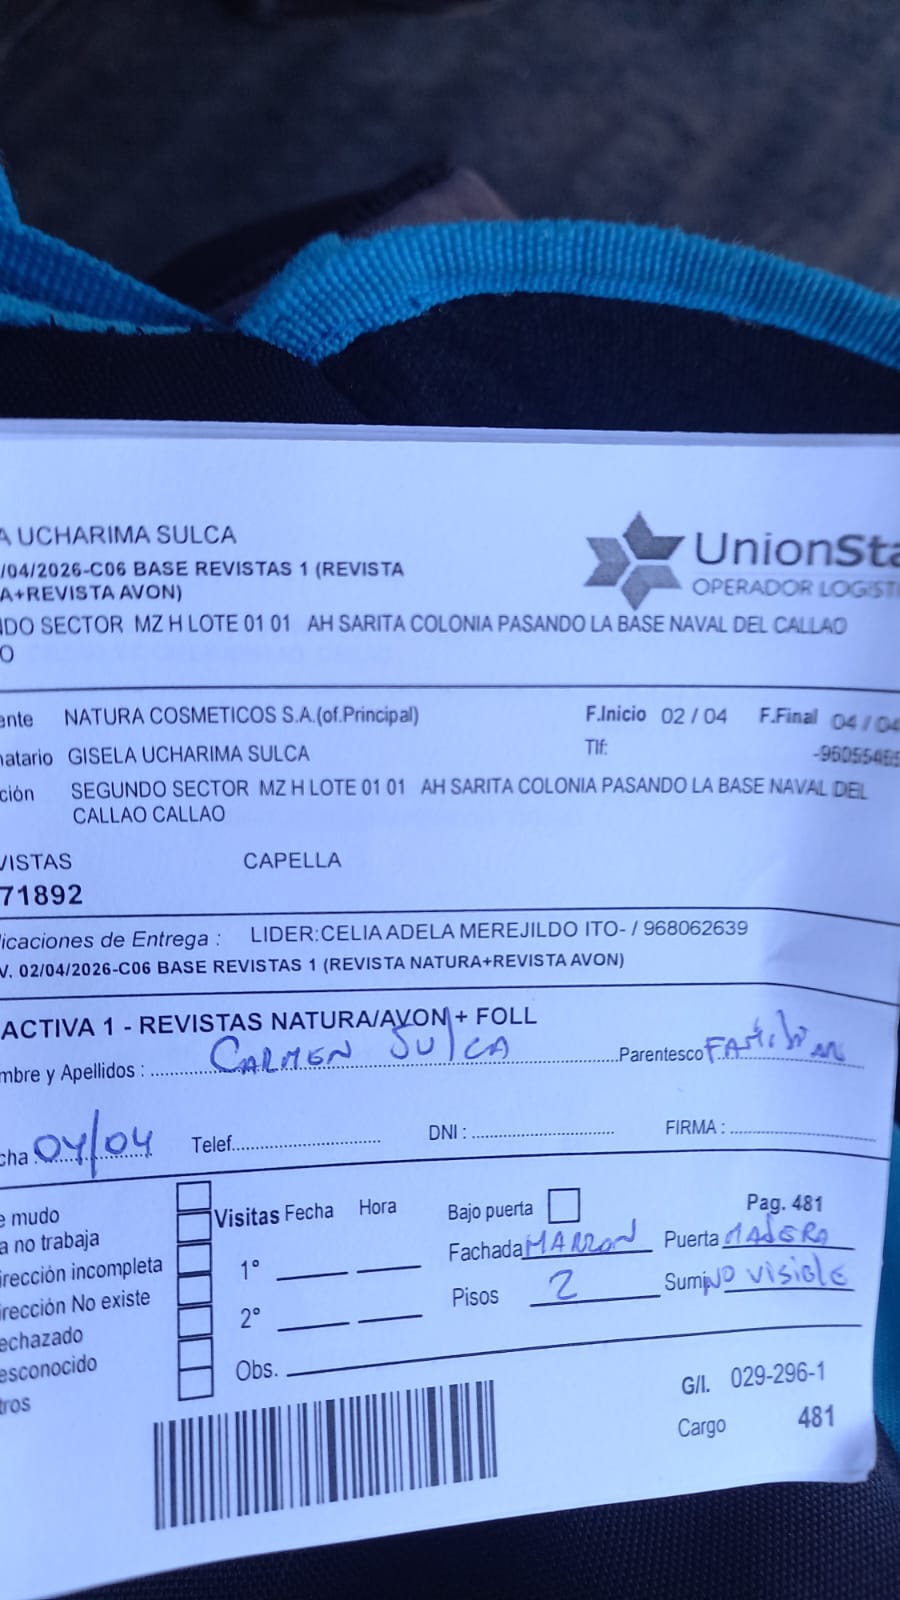 A UCHARIMA SULCA
/04/2026-C06 BASE REVISTAS 1 (REVISTA
A+REVISTA AVON)
UnionSta
OPERADOR LOGISTI
NDO SECTOR MZ H LOTE 01 01 AH SARITA COLONIA PASANDO LA BASE NAVAL DEL CALLAO
O
ente NATURA COSMETICOS S.A.(of.Principal) F.Inicio 02 / 04 F.Final 04 / 04
natario GISELA UCHARIMA SULCA Tlf:
ción SEGUNDO SECTOR MZ H LOTE 01 01 AH SARITA COLONIA PASANDO LA BASE NAVAL DEL
CALLAO CALLAO
VISTAS CAPELLA
71892
licaciones de Entrega : LIDER:CELIA ADELA MEREJILDO ITO- / 968062639
V. 02/04/2026-C06 BASE REVISTAS 1 (REVISTA NATURA+REVISTA AVON)
ACTIVA 1 - REVISTAS NATURA/AVON + FOLL
mbre y Apellidos : CARMEN SULCA Parentesco
cha 04/04 Telef. DNI : FIRMA :
e mudo
a no trabaja
irección incompleta
irección No existe
echazado
esconocido
tros
Visitas Fecha Hora
1°
2°
Obs.
Bajo puerta Pag. 481
Fachada MARRON Puerta MADERA
Pisos 2 Sumi NO VISIBLE
G/I. 029-296-1
Cargo 481